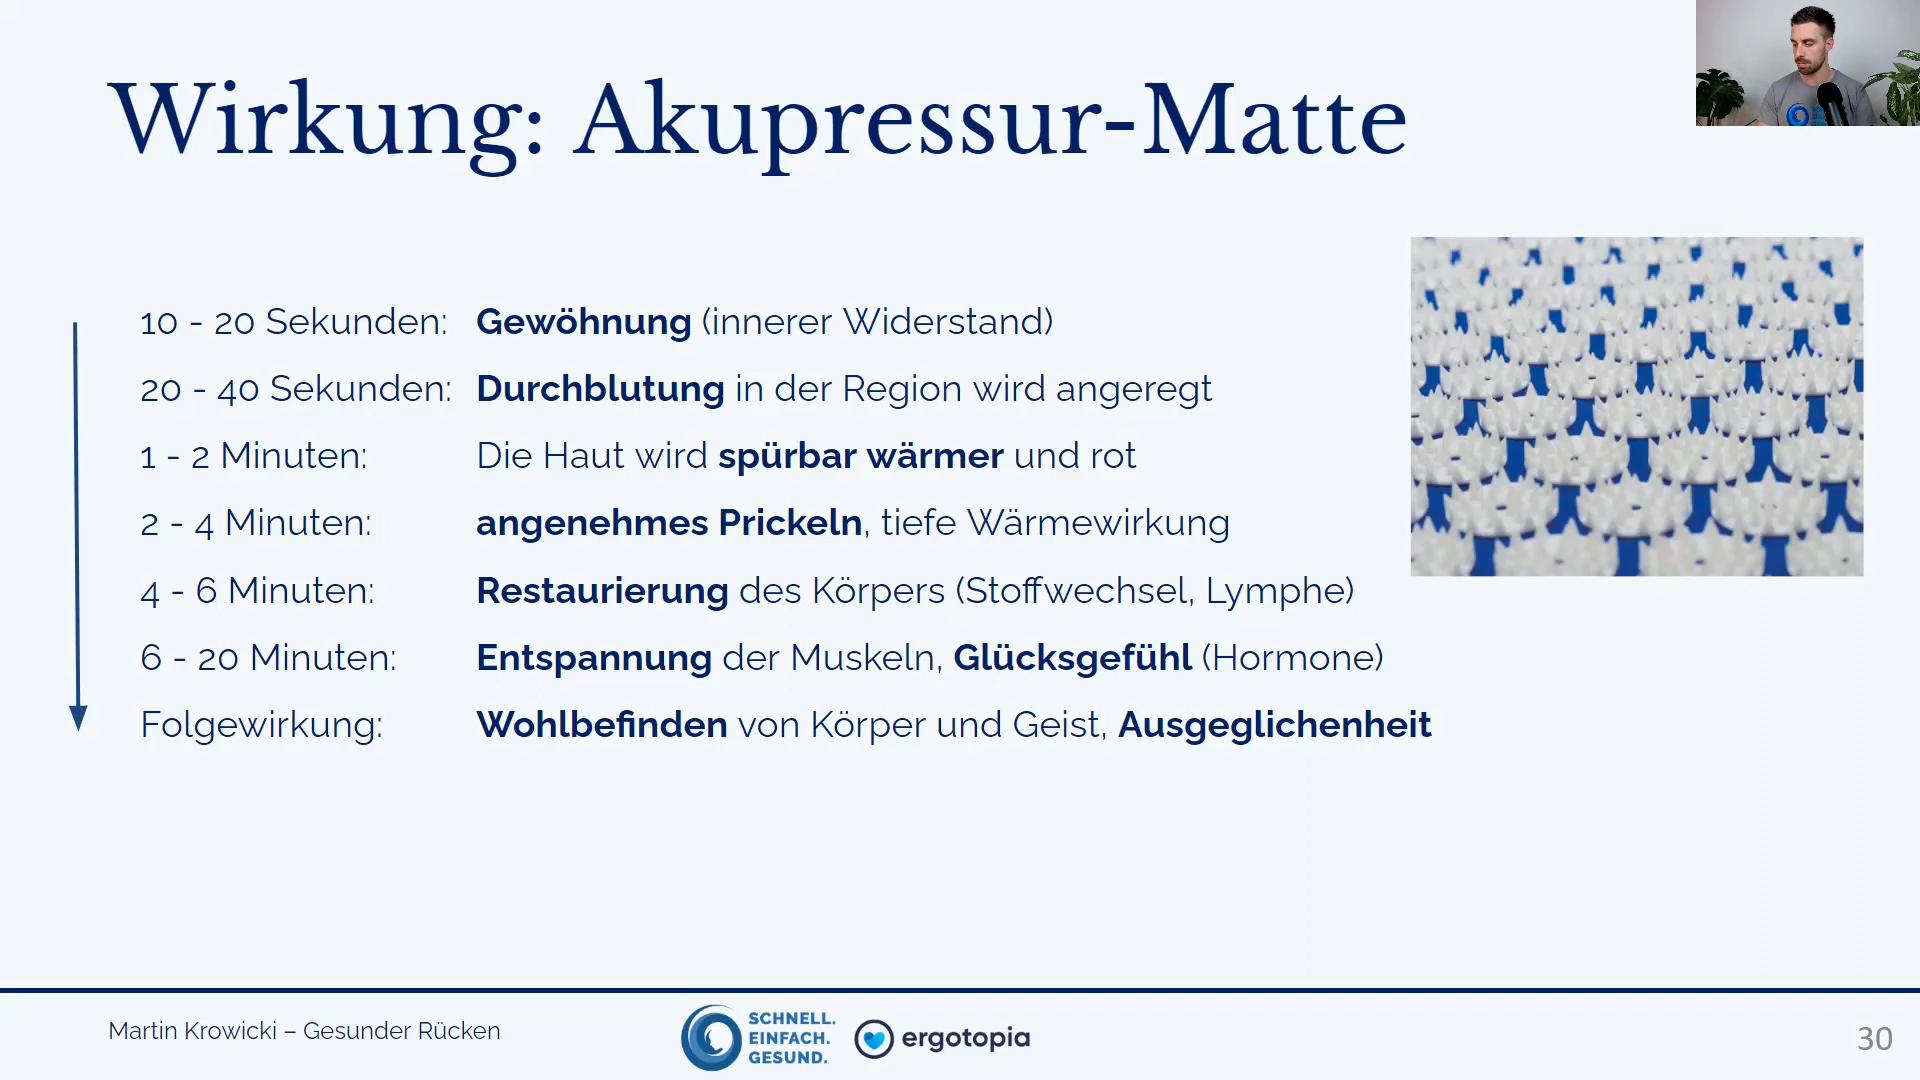 Wirkung: Akupressur-Matte
10 - 20 Sekunden: Gewöhnung (innerer Widerstand)
20 - 40 Sekunden: Durchblutung in der Region wird angeregt
1 - 2 Minuten: Die Haut wird spürbar wärmer und rot
2 - 4 Minuten: angenehmes Prickeln, tiefe Wärmewirkung
4 - 6 Minuten: Restaurierung des Körpers (Stoffwechsel, Lymphe)
6 - 20 Minuten: Entspannung der Muskeln, Glücksgefühl (Hormone)
Folgewirkung: Wohlbefinden von Körper und Geist, Ausgeglichenheit
Martin Krowicki – Gesunder Rücken
SCHNELL.
EINFACH.
GESUND.
ergotopia
30